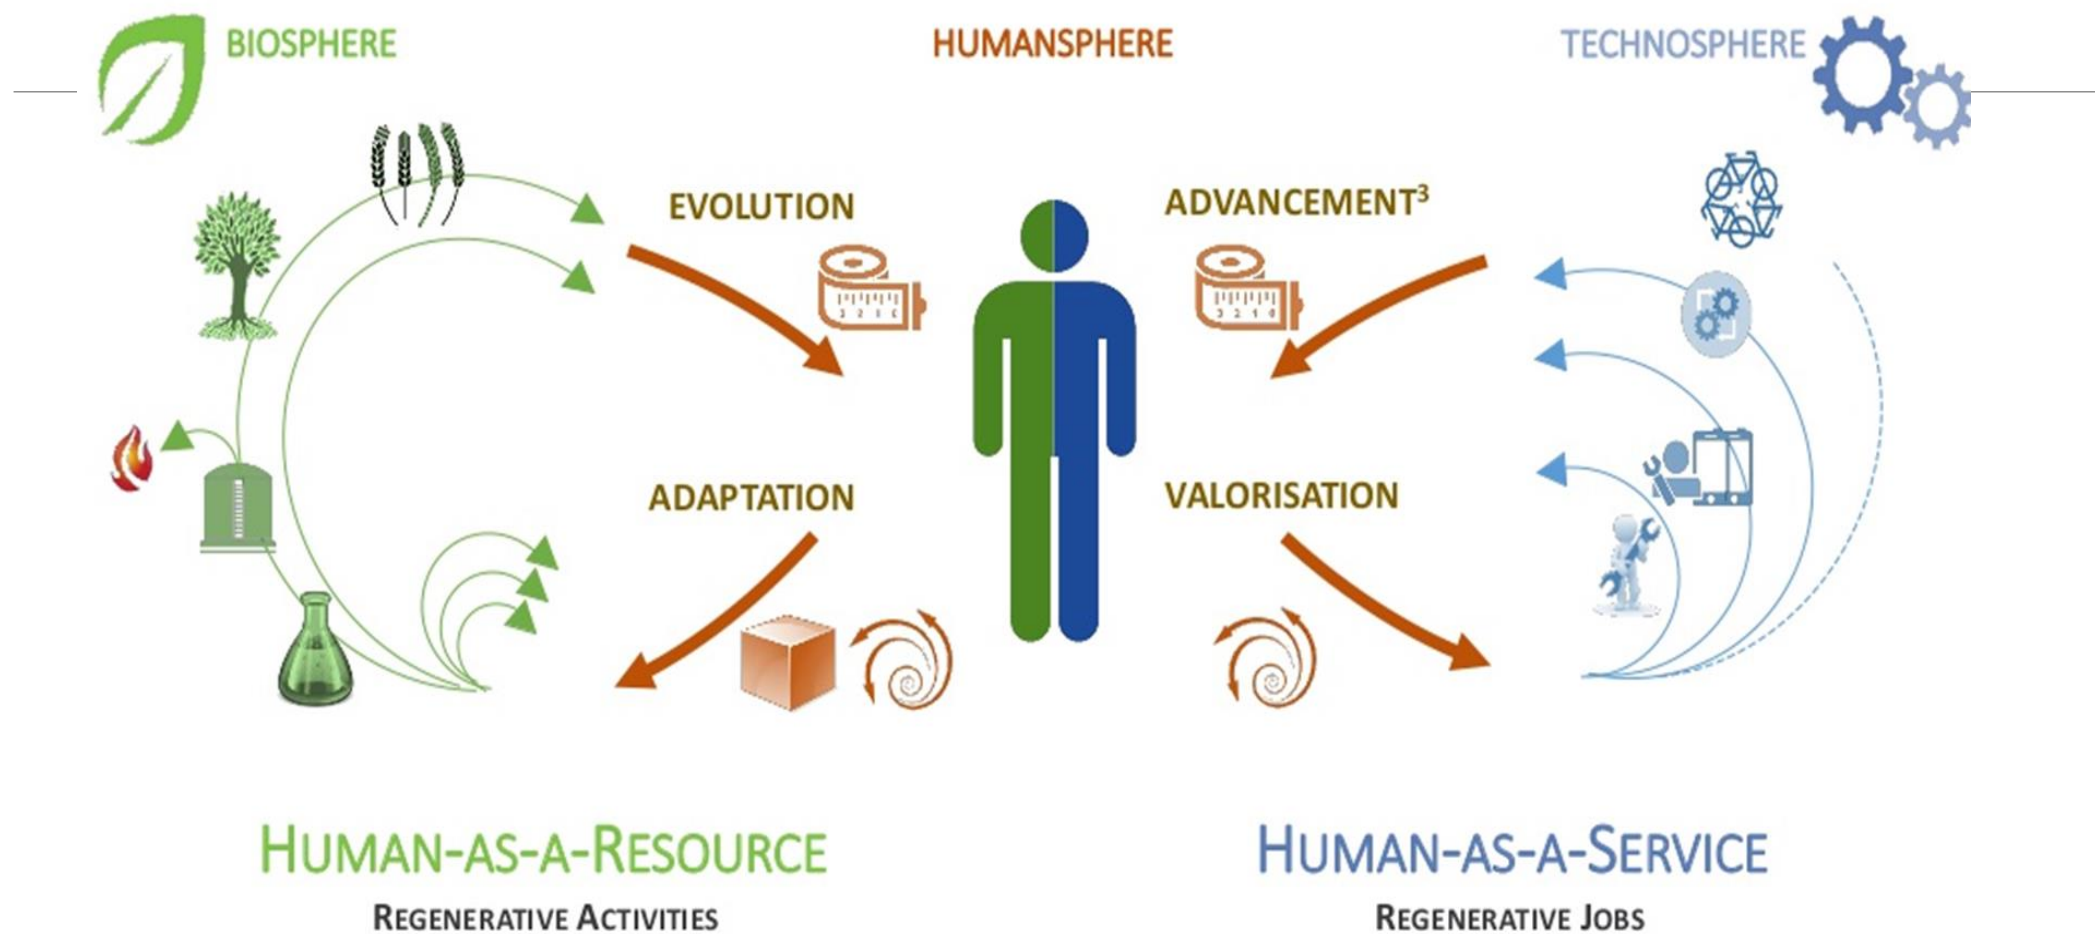 BIOSPHERE
HUMANSPHERE
TECHNOSPHERE
EVOLUTION
ADVANCEMENT³
ADAPTATION
VALORISATION
HUMAN-AS-A-RESOURCE
HUMAN-AS-A-SERVICE
REGENERATIVE ACTIVITIES
REGENERATIVE JOBS